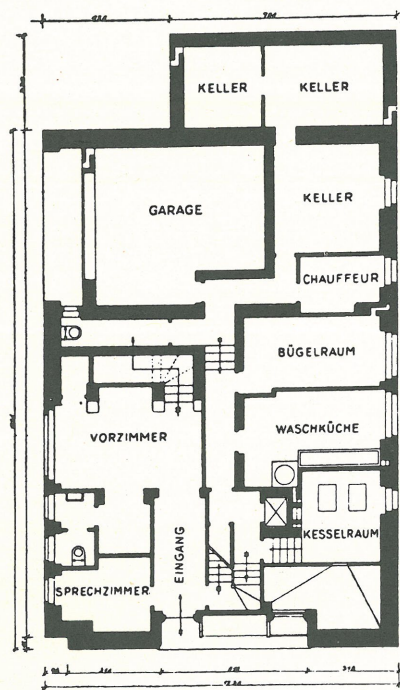 KELLER
KELLER
KELLER
GARAGE
CHAUFFEUR
BÜGELRAUM
VORZIMMER
WASCHKÜCHE
KESSELRAUM
EINGANG
SPRECHZIMMER